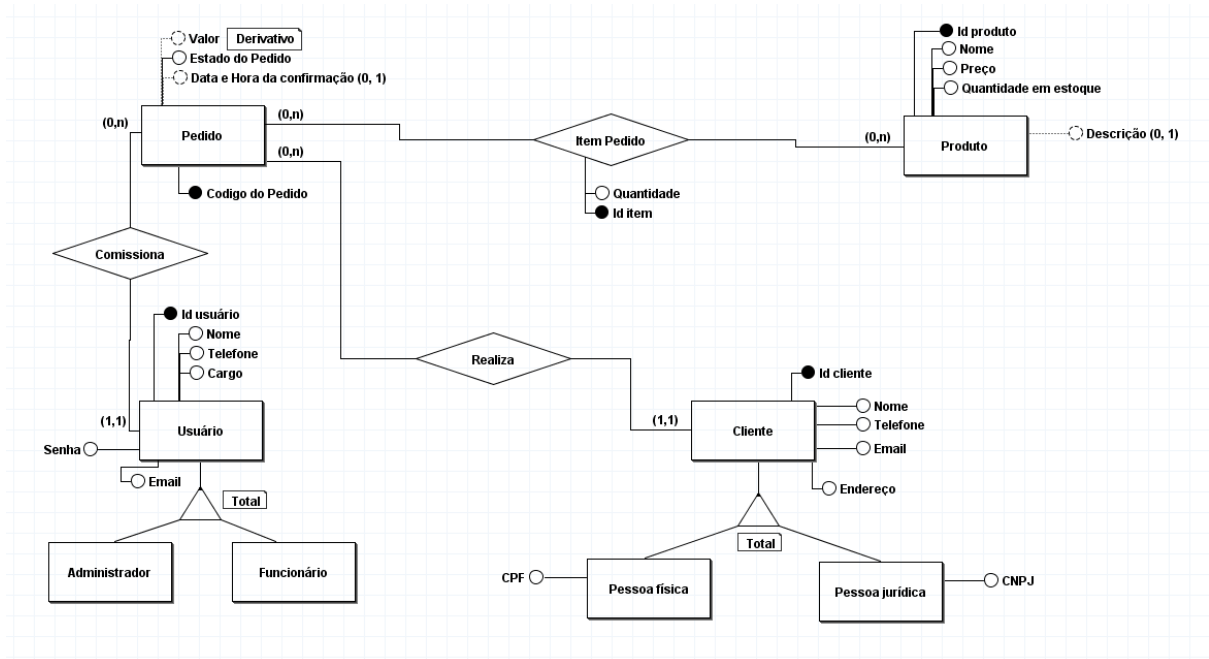 Valor
Derivativo
Estado do Pedido
Data e Hora da confirmação (0, 1)
(0,n)
Pedido
(0,n)
(0,n)
Codigo do Pedido
Item Pedido
Quantidade
Id item
Id produto
Nome
Preço
Quantidade em estoque
(0,n)
Produto
Descrição (0, 1)
Comissiona
Id usuário
Nome
Telefone
Cargo
(1,1)
Usuário
Senha
Email
Total
Administrador
Funcionário
Realiza
(1,1)
Id cliente
Cliente
Nome
Telefone
Email
Endereço
Total
CPF
Pessoa física
Pessoa jurídica
CNPJ